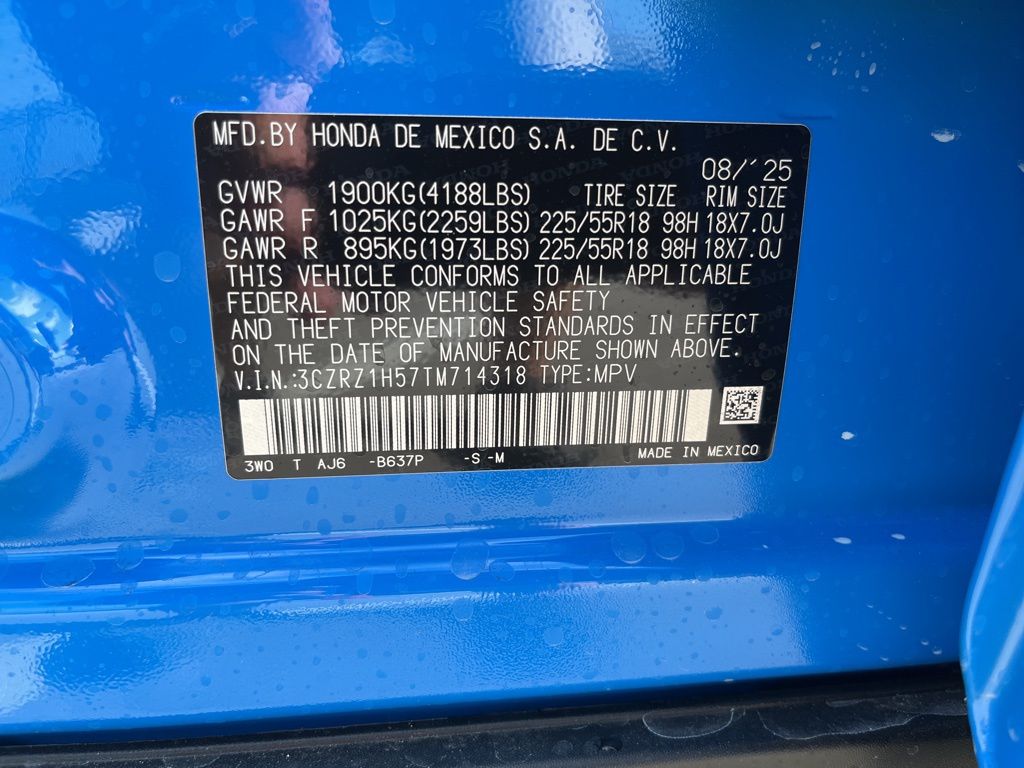 MFD.BY HONDA DE MEXICO S.A. DE C.V.
08/´25
GVWR 1900KG(4188LBS) TIRE SIZE RIM SIZE
GAWR F 1025KG(2259LBS) 225/55R18 98H 18X7.0J
GAWR R 895KG(1973LBS) 225/55R18 98H 18X7.0J
THIS VEHICLE CONFORMS TO ALL APPLICABLE
FEDERAL MOTOR VEHICLE SAFETY
AND THEFT PREVENTION STANDARDS IN EFFECT
ON THE DATE OF MANUFACTURE SHOWN ABOVE.
V.I.N.:3CZRZ1H57TM714318 TYPE:MPV
3W0 T AJ6 -B637P -S -M MADE IN MEXICO